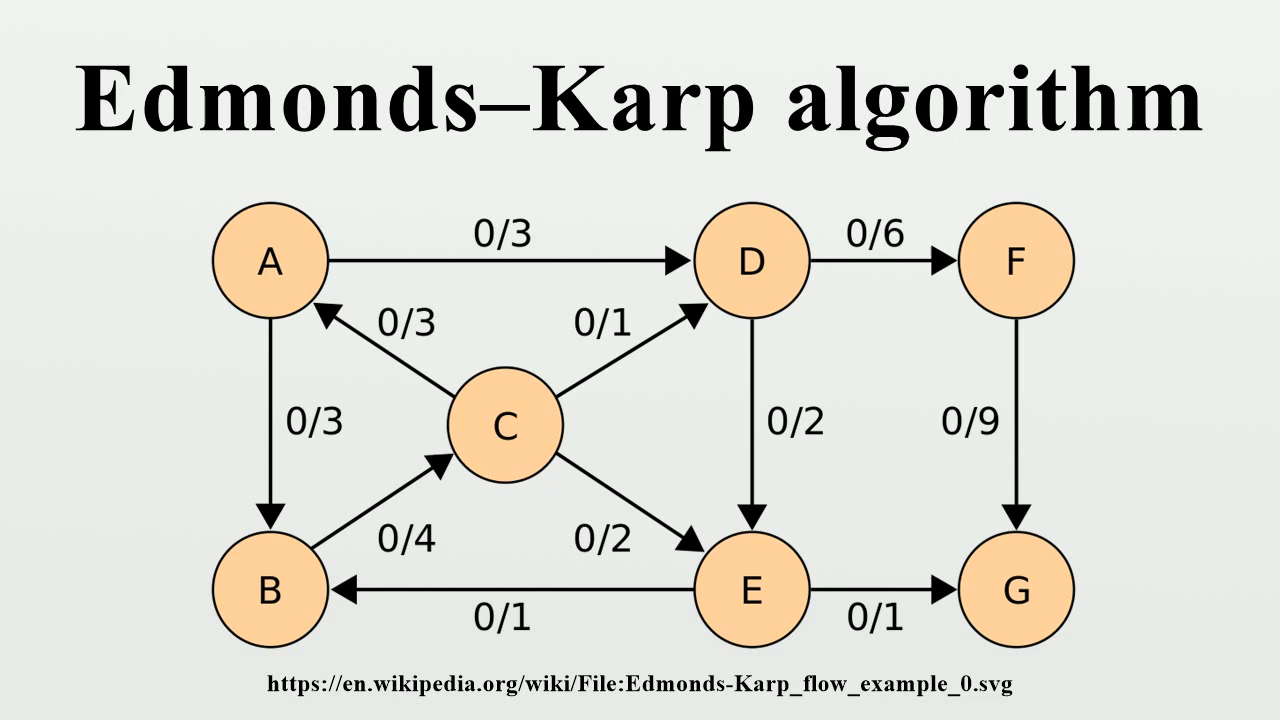 Edmonds–Karp algorithm
0/3
0/6
A
D
F
0/3
0/1
0/3
C
0/2
0/9
0/4
0/2
B
E
G
0/1
0/1
https://en.wikipedia.org/wiki/File:Edmonds-Karp_flow_example_0.svg